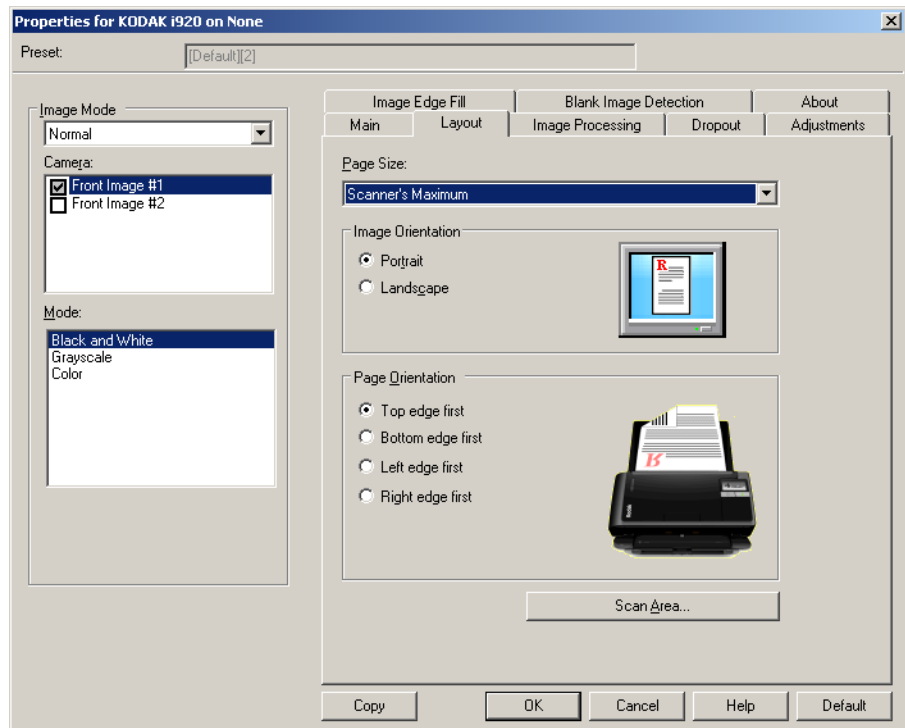 Properties for KODAK i920 on None
Preset:
[Default][2]
Image Mode
Normal
Camera:
Front Image #1
Front Image #2
Mode:
Black and White
Grayscale
Color
Image Edge Fill
Blank Image Detection
About
Main
Layout
Image Processing
Dropout
Adjustments
Page Size:
Scanner's Maximum
Image Orientation
Portrait
Landscape
R
Page Orientation
Top edge first
Bottom edge first
Left edge first
Right edge first
R
Kodak
Scan Area...
Copy
OK
Cancel
Help
Default